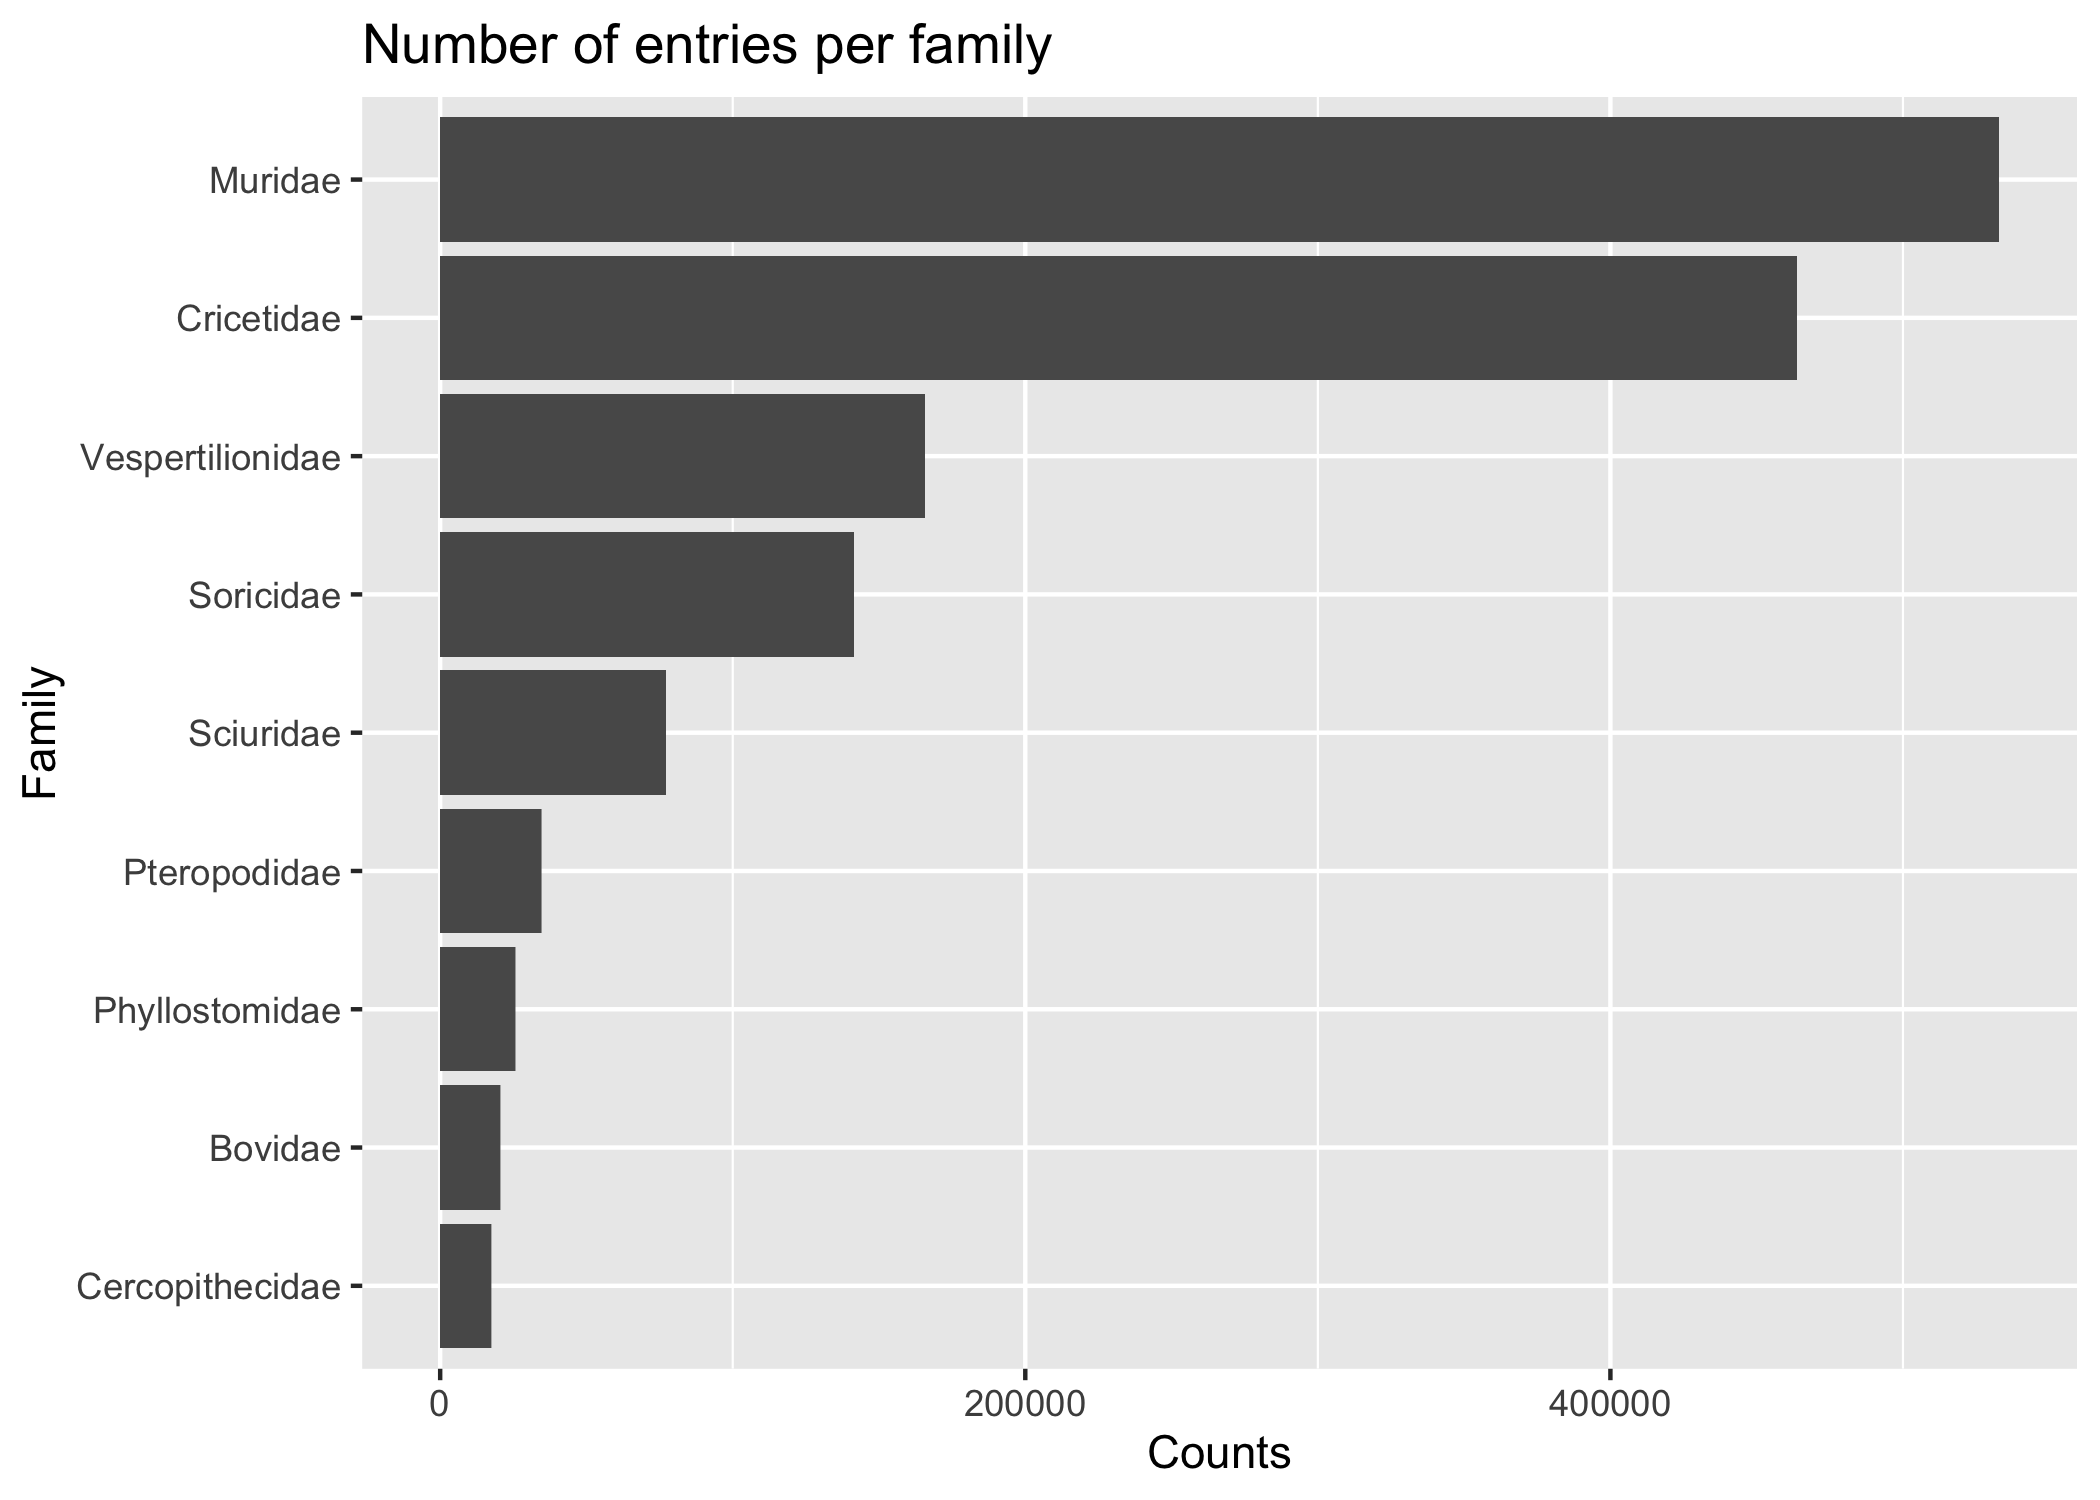 Number of entries per family
Muridae
Cricetidae
Vespertilionidae
Soricidae
Sciuridae
Pteropodidae
Phyllostomidae
Bovidae
Cercopithecidae
Family
0
200000
400000
Counts